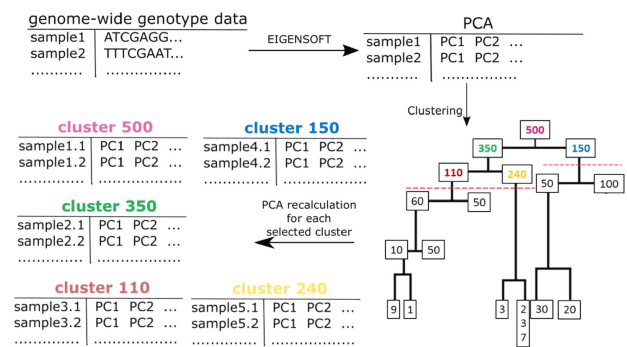 genome-wide genotype data
sample1 ATCGAGG...
sample2 TTTCGAAT...
........... ................
EIGENSOFT
PCA
sample1 PC1 PC2 ...
sample2 PC1 PC2 ...
........... ...............
Clustering
cluster 500
sample1.1 PC1 PC2 ...
sample1.2 PC1 PC2 ...
............. ................
cluster 150
sample4.1 PC1 PC2 ...
sample4.2 PC1 PC2 ...
............. ................
cluster 350
sample2.1 PC1 PC2 ...
sample2.2 PC1 PC2 ...
............. ................
PCA recalculation
for each
selected cluster
cluster 110
sample3.1 PC1 PC2 ...
sample3.2 PC1 PC2 ...
............. ................
cluster 240
sample5.1 PC1 PC2 ...
sample5.2 PC1 PC2 ...
............. ................
500
350 150
110 240
50 100
60 50
10 50
9 1 3 2 30 20
3
7